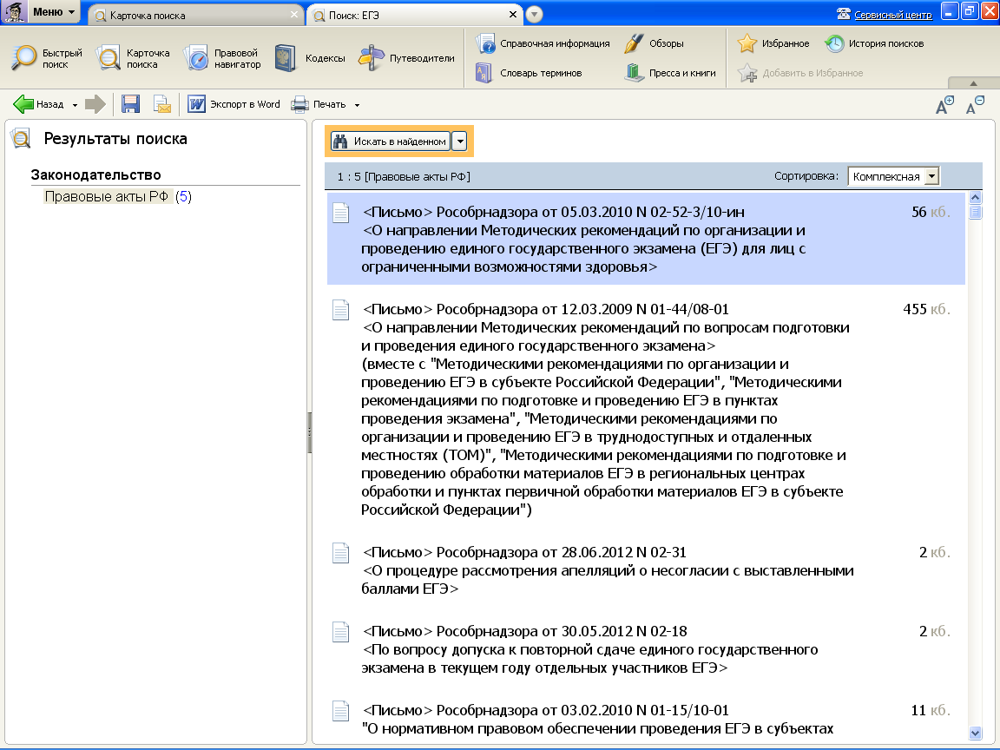 Меню
Карточка поиска
Поиск: ЕГЭ
Сервисный центр
Быстрый
поиск
Карточка
поиска
Правовой
навигатор
Кодексы
Путеводители
Справочная информация
Словарь терминов
Обзоры
Пресса и книги
Избранное
История поисков
Добавить в Избранное
Назад
Экспорт в Word
Печать
Результаты поиска
Законодательство
Правовые акты РФ (5)
Искать в найденном
1 : 5 [Правовые акты РФ]
Сортировка: Комплексная
<Письмо> Рособрнадзора от 05.03.2010 N 02-52-3/10-ин 56 кб.
<О направлении Методических рекомендаций по организации и
проведению единого государственного экзамена (ЕГЭ) для лиц с
ограниченными возможностями здоровья>
<Письмо> Рособрнадзора от 12.03.2009 N 01-44/08-01 455 кб.
<О направлении Методических рекомендаций по вопросам подготовки
и проведения единого государственного экзамена>
(вместе с "Методическими рекомендациями по организации и
проведению ЕГЭ в субъекте Российской Федерации", "Методическими
рекомендациями по подготовке и проведению ЕГЭ в пунктах
проведения экзамена", "Методическими рекомендациями по
организации и проведению ЕГЭ в труднодоступных и отдаленных
местностях (ТОМ)", "Методическими рекомендациями по подготовке и
проведению обработки материалов ЕГЭ в региональных центрах
обработки и пунктах первичной обработки материалов ЕГЭ в субъекте
Российской Федерации")
<Письмо> Рособрнадзора от 28.06.2012 N 02-31 2 кб.
<О процедуре рассмотрения апелляций о несогласии с выставленными
баллами ЕГЭ>
<Письмо> Рособрнадзора от 30.05.2012 N 02-18 2 кб.
<По вопросу допуска к повторной сдаче единого государственного
экзамена в текущем году отдельных участников ЕГЭ>
<Письмо> Рособрнадзора от 03.02.2010 N 01-15/10-01 11 кб.
"О нормативном правовом обеспечении проведения ЕГЭ в субъектах